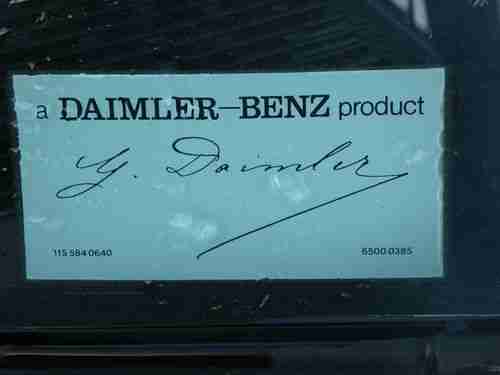 a DAIMLER–BENZ product
G. Daimler
115 584 0640
6500 0385